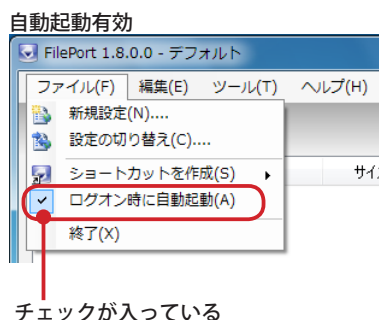 自動起動有効
FilePort 1.8.0.0 - デフォルト
ファイル(F) 編集(E) ツール(T) ヘルプ(H)
新規設定(N)....
設定の切り替え(C)....
ショートカットを作成(S)
サイ
ログオン時に自動起動(A)
終了(X)
チェックが入っている